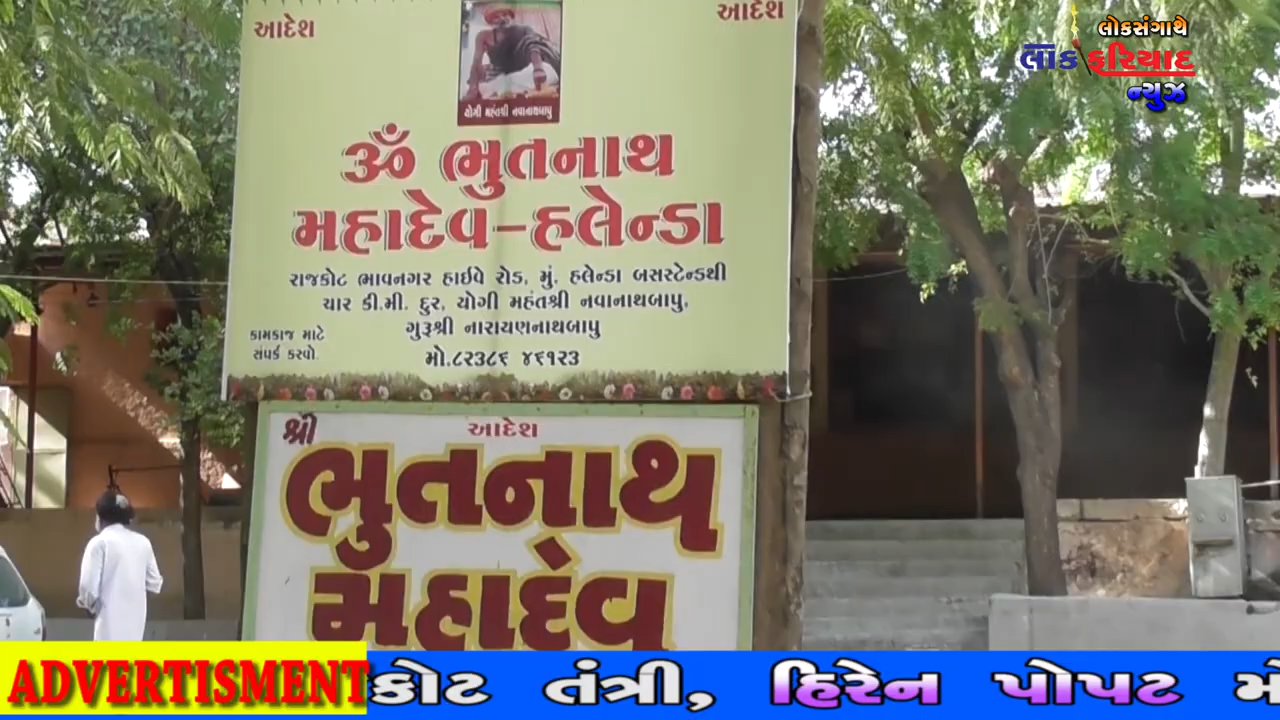 આદેશ
આદેશ
યોગી મહંતશ્રી નવાનાથબાપુ
ૐ ભુતનાથ
મહાદેવ-હલેન્ડા
રાજકોટ ભાવનગર હાઈવે રોડ, મું. હલેન્ડા બસસ્ટેન્ડથી
ચાર કી.મી. દુર, યોગી મહંતશ્રી નવાનાથબાપુ,
ગુરૂશ્રી નારાયણનાથબાપુ
કામકાજ માટે
સંપર્ક કરવો.
મો.૮૨૩૮૬ ૪૬૧૨૩
શ્રી
આદેશ
ભુતનાથ
મહાદેવ
લોકસંગાથે
લોક ફરિયાદ
ન્યુઝ
ADVERTISMENT
કોટ તંત્રી, હિરેન પોપટ મો